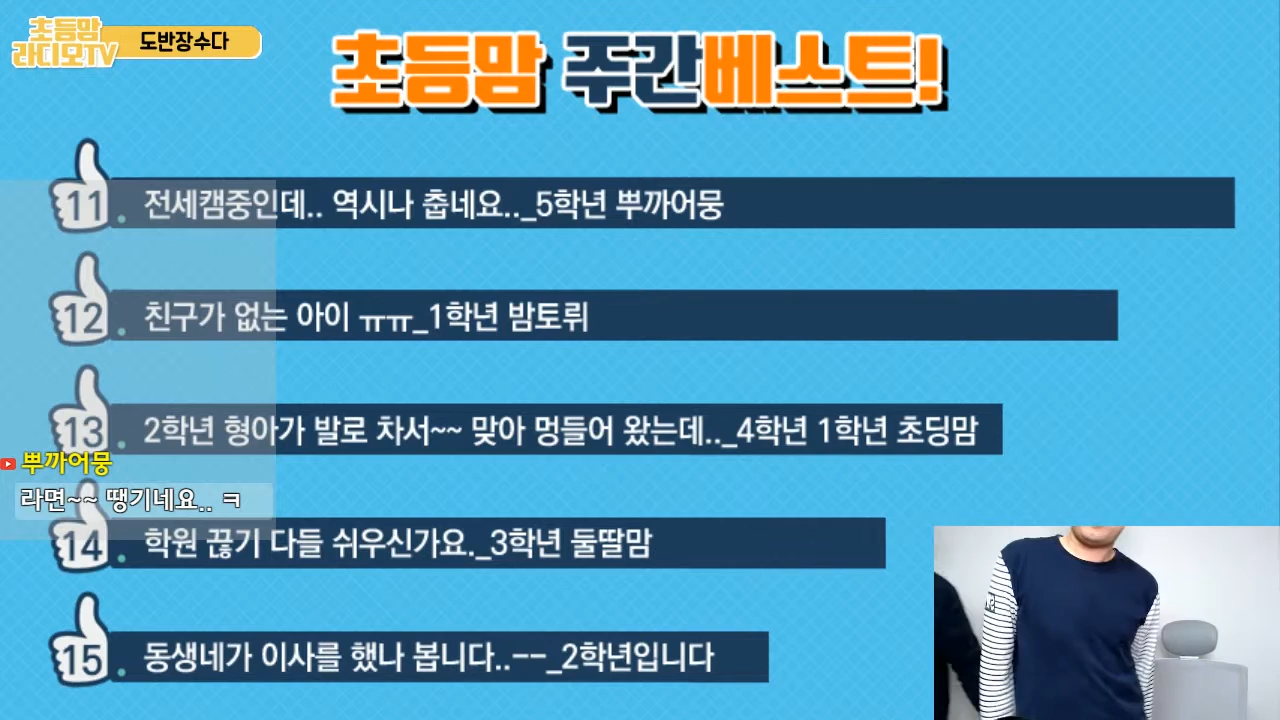 초등맘
라디오TV
도반장수다
초등맘 주간베스트!
11. 전세캠중인데.. 역시나 춥네요.._5학년 뿌까어뭉
12. 친구가 없는 아이 ㅠㅠ_1학년 밤토뤼
13. 2학년 형아가 발로 차서~~ 맞아 멍들어 왔는데.._4학년 1학년 초딩맘
뿌까어뭉
라면~~ 땡기네요.. ㅋ
14. 학원 끊기 다들 쉬우신가요._3학년 둘딸맘
15. 동생네가 이사를 했나 봅니다..--_2학년입니다